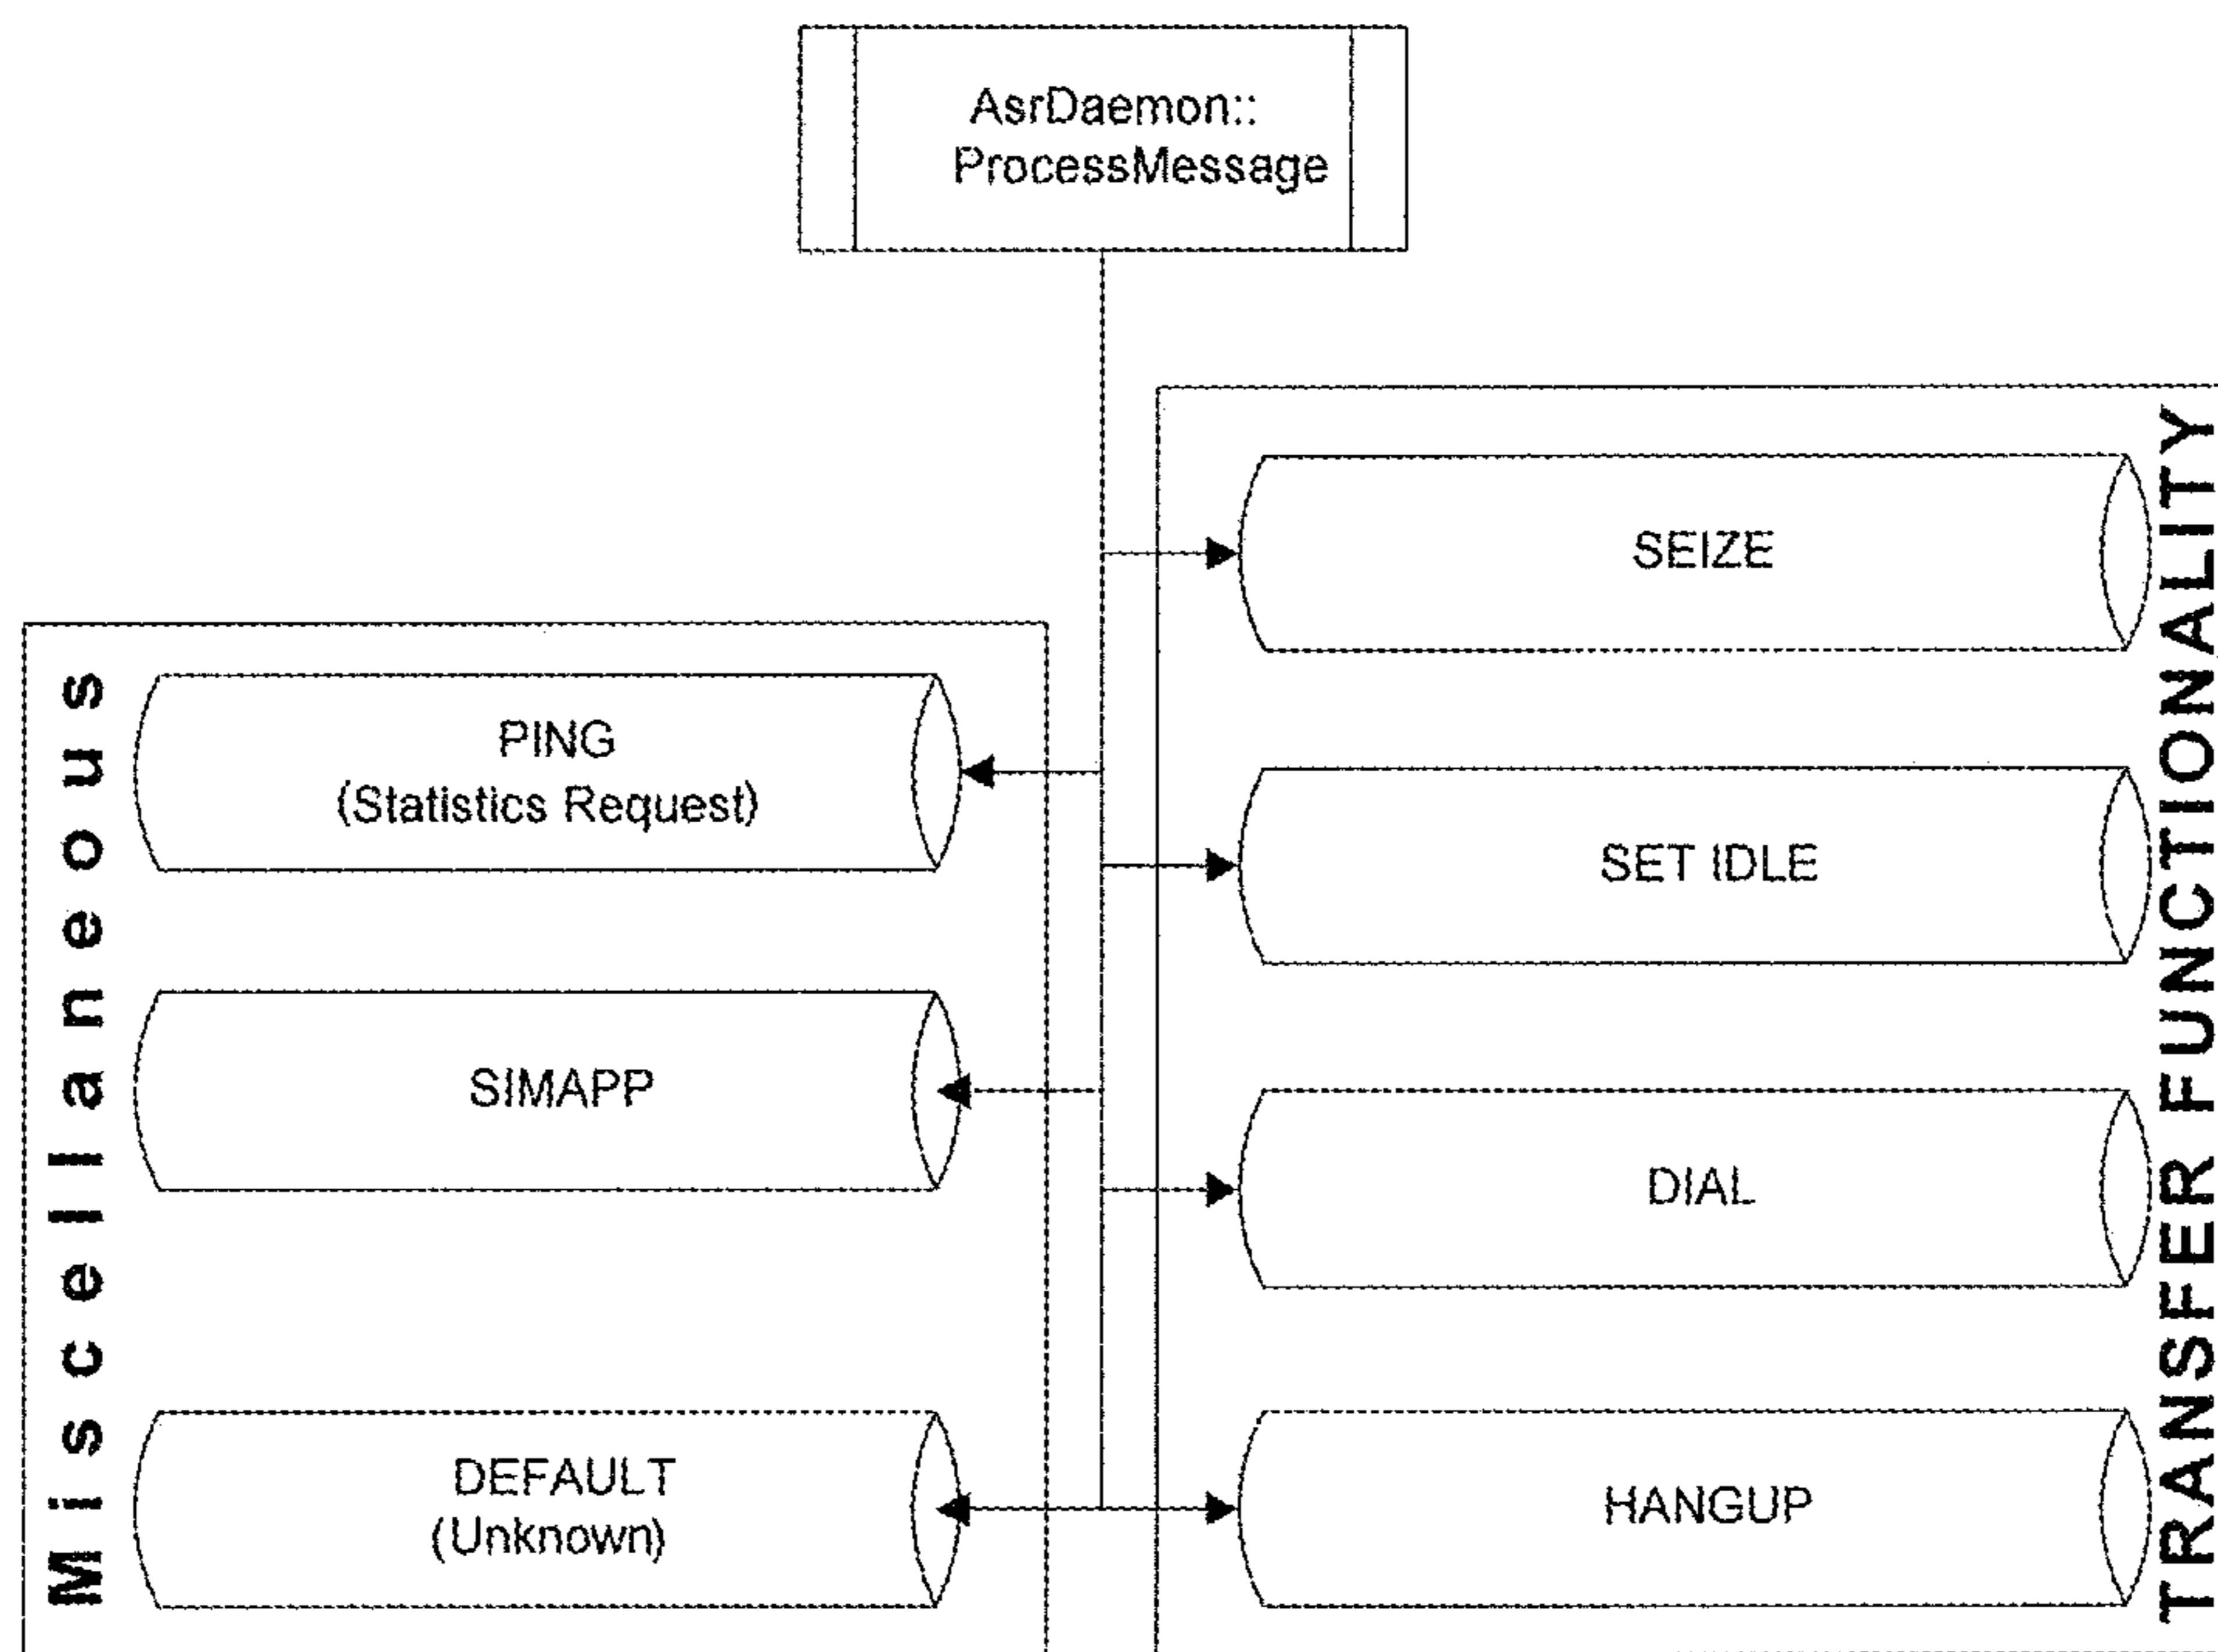 AsrDaemon::
ProcessMessage
Miscellaneous
PING
(Statistics Request)
SIMAPP
DEFAULT
(Unknown)
SEIZE
SET IDLE
DIAL
HANGUP
TRANSFER FUNCTIONALITY